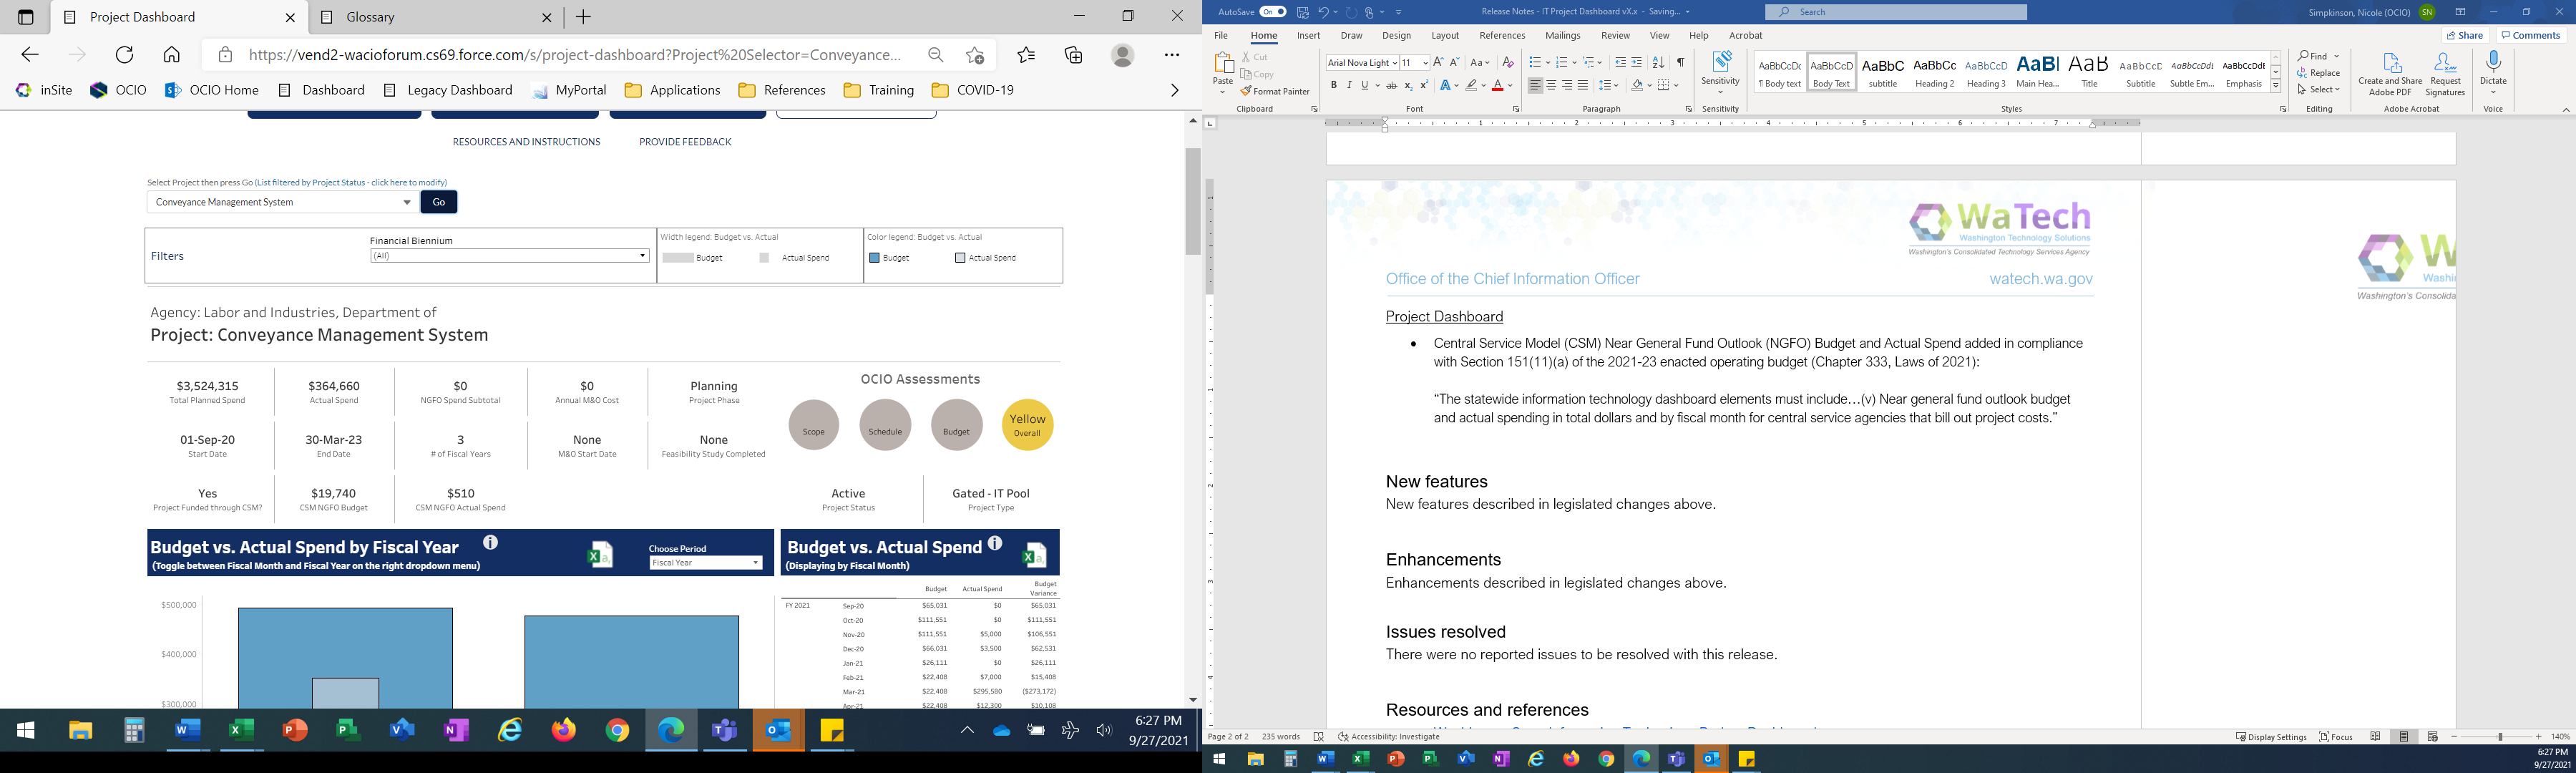 Project Dashboard
Glossary
https://vend2-wacioforum.cs69.force.com/s/project-dashboard?Project%20Selector=Conveyance...
inSite
OCIO
OCIO Home
Dashboard
Legacy Dashboard
MyPortal
Applications
References
Training
COVID-19
RESOURCES AND INSTRUCTIONS
PROVIDE FEEDBACK
Select Project then press Go (List filtered by Project Status - click here to modify)
Conveyance Management System
Go
Filters
Financial Biennium
(All)
Width legend: Budget vs. Actual
Budget
Actual Spend
Color legend: Budget vs. Actual
Budget
Actual Spend
Agency: Labor and Industries, Department of
Project: Conveyance Management System
$3,524,315
Total Planned Spend
$364,660
Actual Spend
$0
NGFO Spend Subtotal
$0
Annual M&O Cost
Planning
Project Phase
01-Sep-20
Start Date
30-Mar-23
End Date
3
# of Fiscal Years
None
M&O Start Date
None
Feasibility Study Completed
Yes
Project Funded through CSM?
$19,740
CSM NGFO Budget
$510
CSM NGFO Actual Spend
OCIO Assessments
Scope
Schedule
Budget
Yellow
Overall
Active
Project Status
Gated - IT Pool
Project Type
Budget vs. Actual Spend by Fiscal Year
(Toggle between Fiscal Month and Fiscal Year on the right dropdown menu)
Choose Period
Fiscal Year
$500,000
$400,000
$300,000
Budget vs. Actual Spend
(Displaying by Fiscal Month)
Budget Actual Spend Budget Variance
FY 2021 Sep-20 $65,031 $0 $65,031
Oct-20 $111,551 $0 $111,551
Nov-20 $111,551 $5,000 $106,551
Dec-20 $66,031 $3,500 $62,531
Jan-21 $26,111 $0 $26,111
Feb-21 $22,408 $7,000 $15,408
Mar-21 $22,408 $295,580 ($273,172)
Apr-21 $22,408 $12,300 $10,108
6:27 PM
9/27/2021
AutoSave On
Release Notes - IT Project Dashboard vX.x - Saving...
Search
Simpkinson, Nicole (OCIO) SN
File Home Insert Draw Design Layout References Mailings Review View Help Acrobat
Share
Comments
Paste
Cut
Copy
Format Painter
Clipboard
Arial Nova Light 11
Font
Paragraph
Sensitivity
Sensitivity
¶ Body text
Body Text
subtitle
Heading 2
Heading 3
Main Hea...
Title
Subtitle
Subtle Em...
Emphasis
Styles
Find
Replace
Select
Editing
Create and Share Adobe PDF
Request Signatures
Adobe Acrobat
Dictate
Voice
WaTech
Washington Technology Solutions
Washington's Consolidated Technology Services Agency
Wa
Washi
Washington's Consolida
Office of the Chief Information Officer
watech.wa.gov
Project Dashboard
• Central Service Model (CSM) Near General Fund Outlook (NGFO) Budget and Actual Spend added in compliance
with Section 151(11)(a) of the 2021-23 enacted operating budget (Chapter 333, Laws of 2021):
“The statewide information technology dashboard elements must include…(v) Near general fund outlook budget
and actual spending in total dollars and by fiscal month for central service agencies that bill out project costs.”
New features
New features described in legislated changes above.
Enhancements
Enhancements described in legislated changes above.
Issues resolved
There were no reported issues to be resolved with this release.
Resources and references
Page 2 of 2
235 words
Accessibility: Investigate
Display Settings
Focus
140%
6:27 PM
9/27/2021